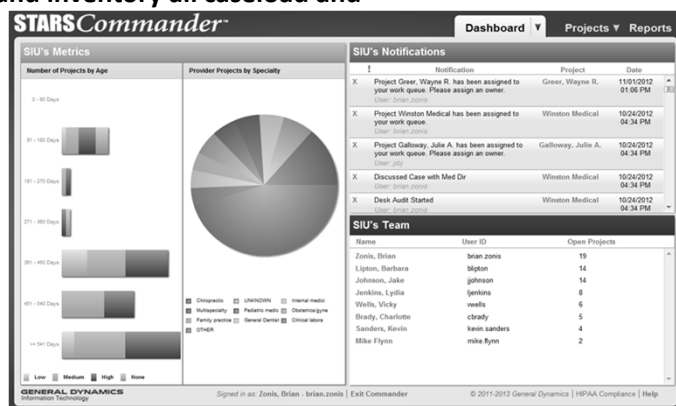 and inventory all caseload and
STARSCommander™
Dashboard ▼ Projects ▼ Reports
SIU's Metrics
Number of Projects by Age
0 - 90 Days
91 - 180 Days
181 - 270 Days
271 - 360 Days
361 - 450 Days
451 - 540 Days
>= 541 Days
Low Medium High None
Provider Projects by Specialty
Chiropractic UNKNOWN Internal medici
Multispecialty Pediatric medic Obstetrics/gyne
Family practice General Dentist Clinical labora
OTHER
SIU's Notifications
! Notification Project Date
X Project Greer, Wayne R. has been assigned to Greer, Wayne R. 11/01/2012
your work queue. Please assign an owner. 01:06 PM
User: brian.zonis
X Project Winston Medical has been assigned to Winston Medical 10/24/2012
your work queue. 04:34 PM
User: brian.zonis
X Project Galloway, Julie A. has been assigned to Galloway, Julie A. 10/24/2012
your work queue. Please assign an owner. 04:34 PM
User: pbj
X Discussed Case with Med Dir Winston Medical 10/24/2012
User: brian.zonis 04:34 PM
X Desk Audit Started Winston Medical 10/24/2012
User: brian.zonis 04:34 PM
SIU's Team
Name User ID Open Projects
Zonis, Brian brian.zonis 19
Lipton, Barbara blipton 14
Johnson, Jake jjohnson 14
Jenkins, Lydia ljenkins 8
Wells, Vicky vwells 6
Brady, Charlotte cbrady 5
Sanders, Kevin kevin.sanders 4
Mike Flynn mike.flynn 2
GENERAL DYNAMICS
Information Technology
Signed in as: Zonis, Brian - brian.zonis | Exit Commander
© 2011-2013 General Dynamics | HIPAA Compliance | Help